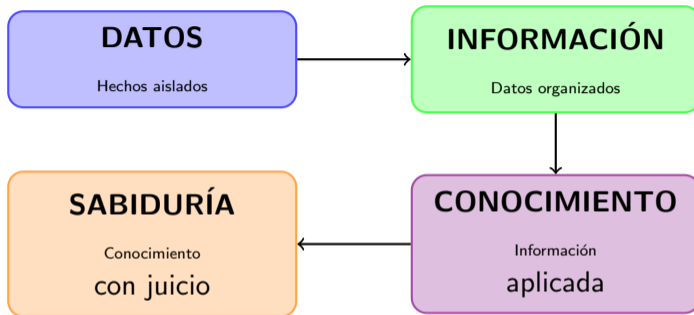 DATOS
Hechos aislados
INFORMACIÓN
Datos organizados
CONOCIMIENTO
Información
aplicada
SABIDURÍA
Conocimiento
con juicio